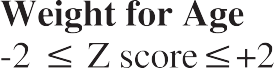 Weight for Age
-2 ≤ Z score ≤ +2